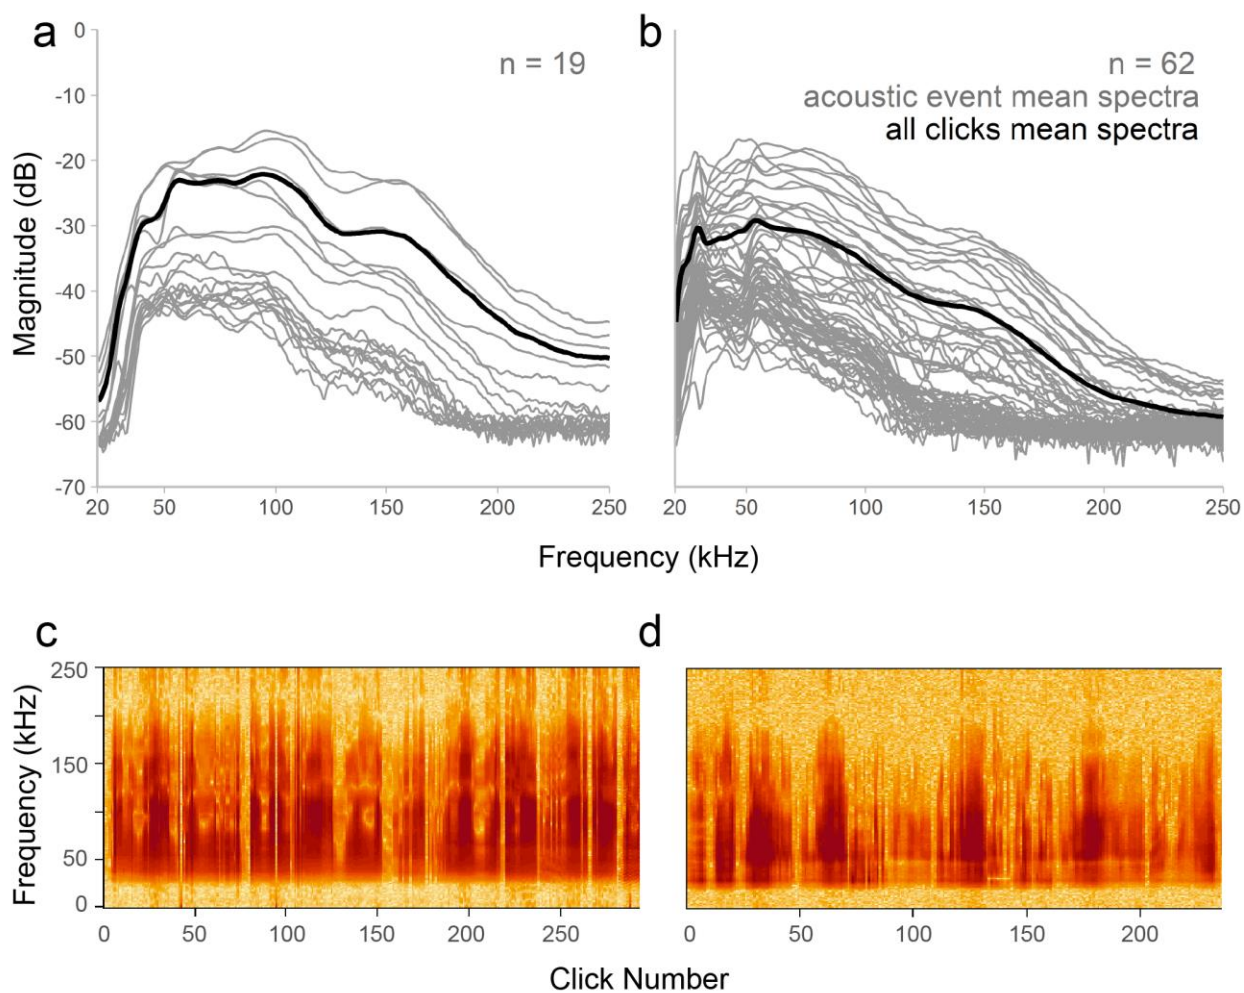 a
b
0
n = 19
n = 62
acoustic event mean spectra
all clicks mean spectra
-10
-20
-30
-40
-50
-60
-70
Magnitude (dB)
20 50 100 150 200 250
20 50 100 150 200 250
Frequency (kHz)
c
d
250
150
50
0
Frequency (kHz)
0 50 100 150 200 250
0 50 100 150 200
Click Number